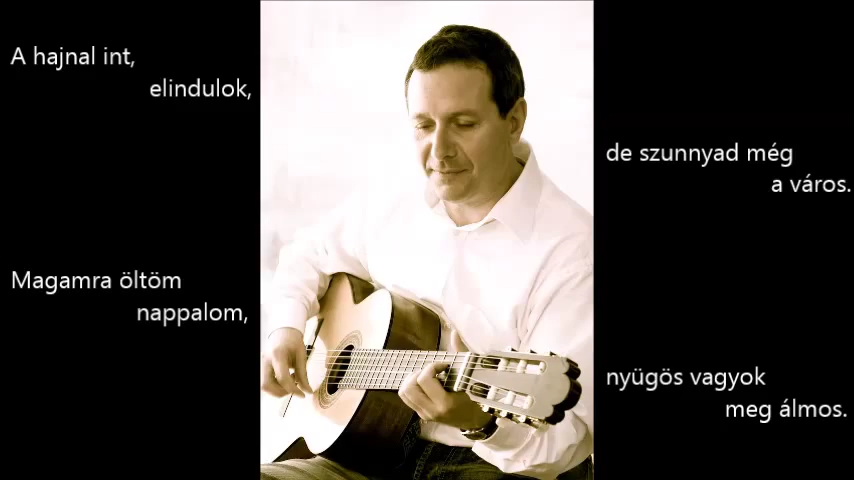 A hajnal int,
elindulok,
de szunnyad még
a város.
Magamra öltöm
nappalom,
nyügös vagyok
meg álmos.